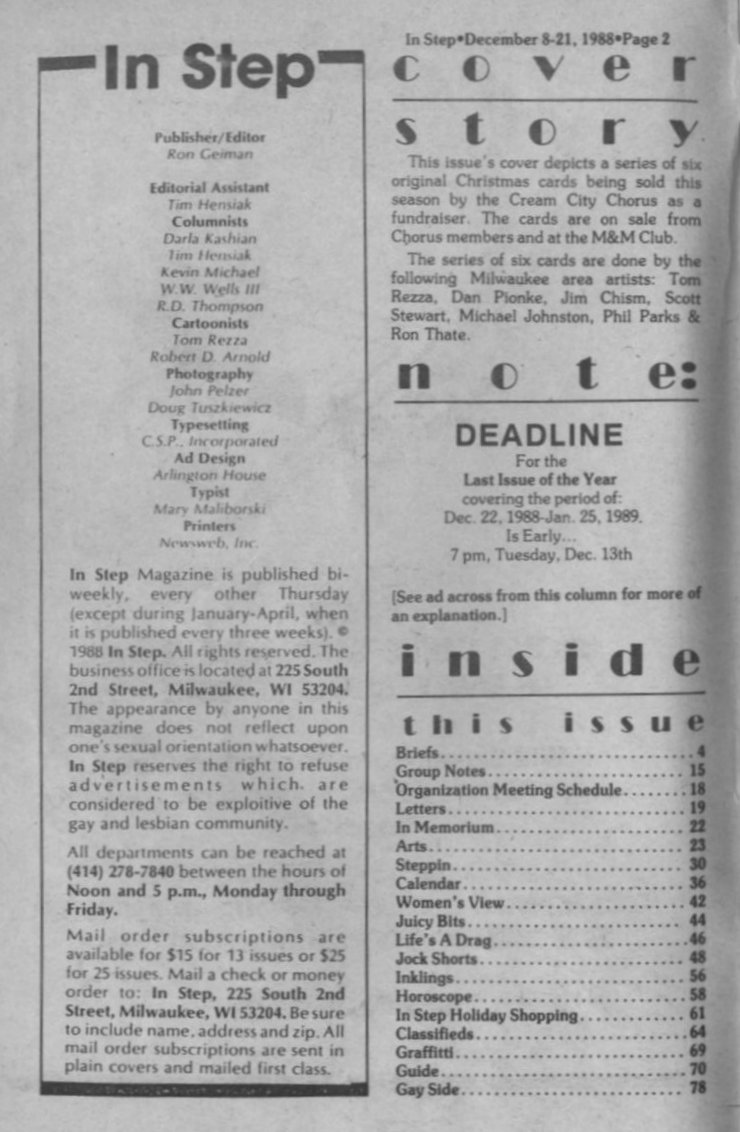 In Step
Publisher/Editor
Ron Geiman
Editorial Assistant
Tim Hensiak
Columnists
Darla Kashian
Tim Hensiak
Kevin Michael
W.W. Wells III
R.D. Thompson
Cartoonists
Tom Rezza
Robert D. Arnold
Photography
John Pelzer
Doug Tuszkiewicz
Typesetting
C.S.P., Incorporated
Ad Design
Arlington House
Typist
Mary Maliborski
Printers
Newsweb, Inc.
In Step Magazine is published bi-
weekly, every other Thursday
(except during January-April, when
it is published every three weeks). ©
1988 In Step. All rights reserved. The
business office is located at 225 South
2nd Street, Milwaukee, WI 53204.
The appearance by anyone in this
magazine does not reflect upon
one's sexual orientation whatsoever.
In Step reserves the right to refuse
advertisements which are
considered to be exploitive of the
gay and lesbian community.
All departments can be reached at
(414) 278-7840 between the hours of
Noon and 5 p.m., Monday through
Friday.
Mail order subscriptions are
available for $15 for 13 issues or $25
for 25 issues. Mail a check or money
order to: In Step, 225 South 2nd
Street, Milwaukee, WI 53204. Be sure
to include name, address and zip. All
mail order subscriptions are sent in
plain covers and mailed first class.
In Step•December 8-21, 1988•Page 2
cover
story
This issue's cover depicts a series of six
original Christmas cards being sold this
season by the Cream City Chorus as a
fundraiser. The cards are on sale from
Chorus members and at the M&M Club.
The series of six cards are done by the
following Milwaukee area artists: Tom
Rezza, Dan Pionke, Jim Chism, Scott
Stewart, Michael Johnston, Phil Parks &
Ron Thate.
note:
DEADLINE
For the
Last Issue of the Year
covering the period of:
Dec. 22, 1988-Jan. 25, 1989.
Is Early...
7 pm, Tuesday, Dec. 13th
[See ad across from this column for more of
an explanation.]
inside
this issue
Briefs..........4
Group Notes..........15
Organization Meeting Schedule..........18
Letters..........19
In Memorium..........22
Arts..........23
Steppin..........30
Calendar..........36
Women's View..........42
Juicy Bits..........44
Life's A Drag..........46
Jock Shorts..........48
Inklings..........56
Horoscope..........58
In Step Holiday Shopping..........61
Classifieds..........64
Graffitti..........69
Guide..........70
Gay Side..........78